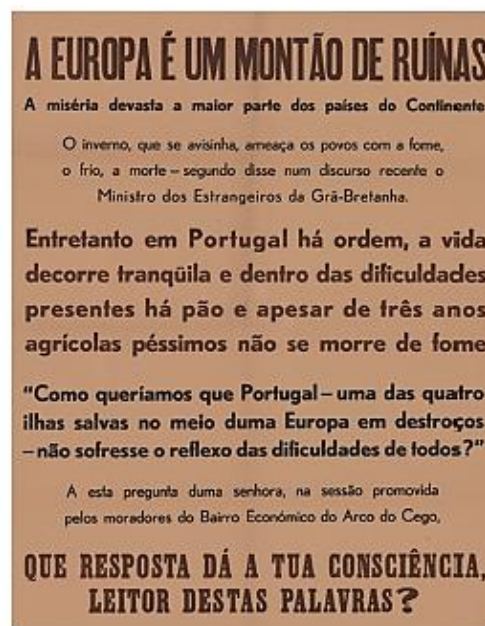 A EUROPA É UM MONTÃO DE RUÍNAS
A miséria devasta a maior parte dos países do Continente
O inverno, que se avisinha, ameaça os povos com a fome,
o frio, a morte – segundo disse num discurso recente o
Ministro dos Estrangeiros da Grã-Bretanha.
Entretanto em Portugal há ordem, a vida
decorre tranqüila e dentro das dificuldades
presentes há pão e apesar de três anos
agrícolas péssimos não se morre de fome
“Como queríamos que Portugal – uma das quatro
ilhas salvas no meio duma Europa em destroços
– não sofresse o reflexo das dificuldades de todos?”
A esta pregunta duma senhora, na sessão promovida
pelos moradores do Bairro Económico do Arco do Cego,
QUE RESPOSTA DÁ A TUA CONSCIÊNCIA,
LEITOR DESTAS PALAVRAS?